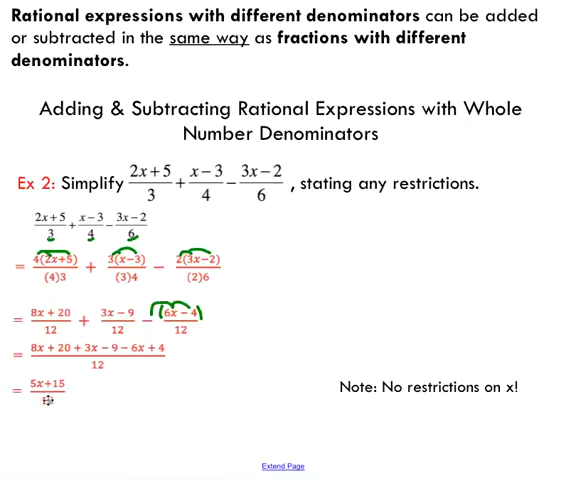 Rational expressions with different denominators can be added
or subtracted in the same way as fractions with different
denominators.
Adding & Subtracting Rational Expressions with Whole
Number Denominators
Ex 2: Simplify (2x+5)/3 + (x−3)/4 − (3x−2)/6 , stating any restrictions.
(2x+5)/3 + (x−3)/4 − (3x−2)/6
= 4(2x+5)/(4)3 + 3(x−3)/(3)4 − 2(3x−2)/(2)6
= (8x + 20)/12 + (3x − 9)/12 − (6x − 4)/12
= (8x + 20 + 3x − 9 − 6x + 4)/12
= 5x+15
Note: No restrictions on x!
Extend Page